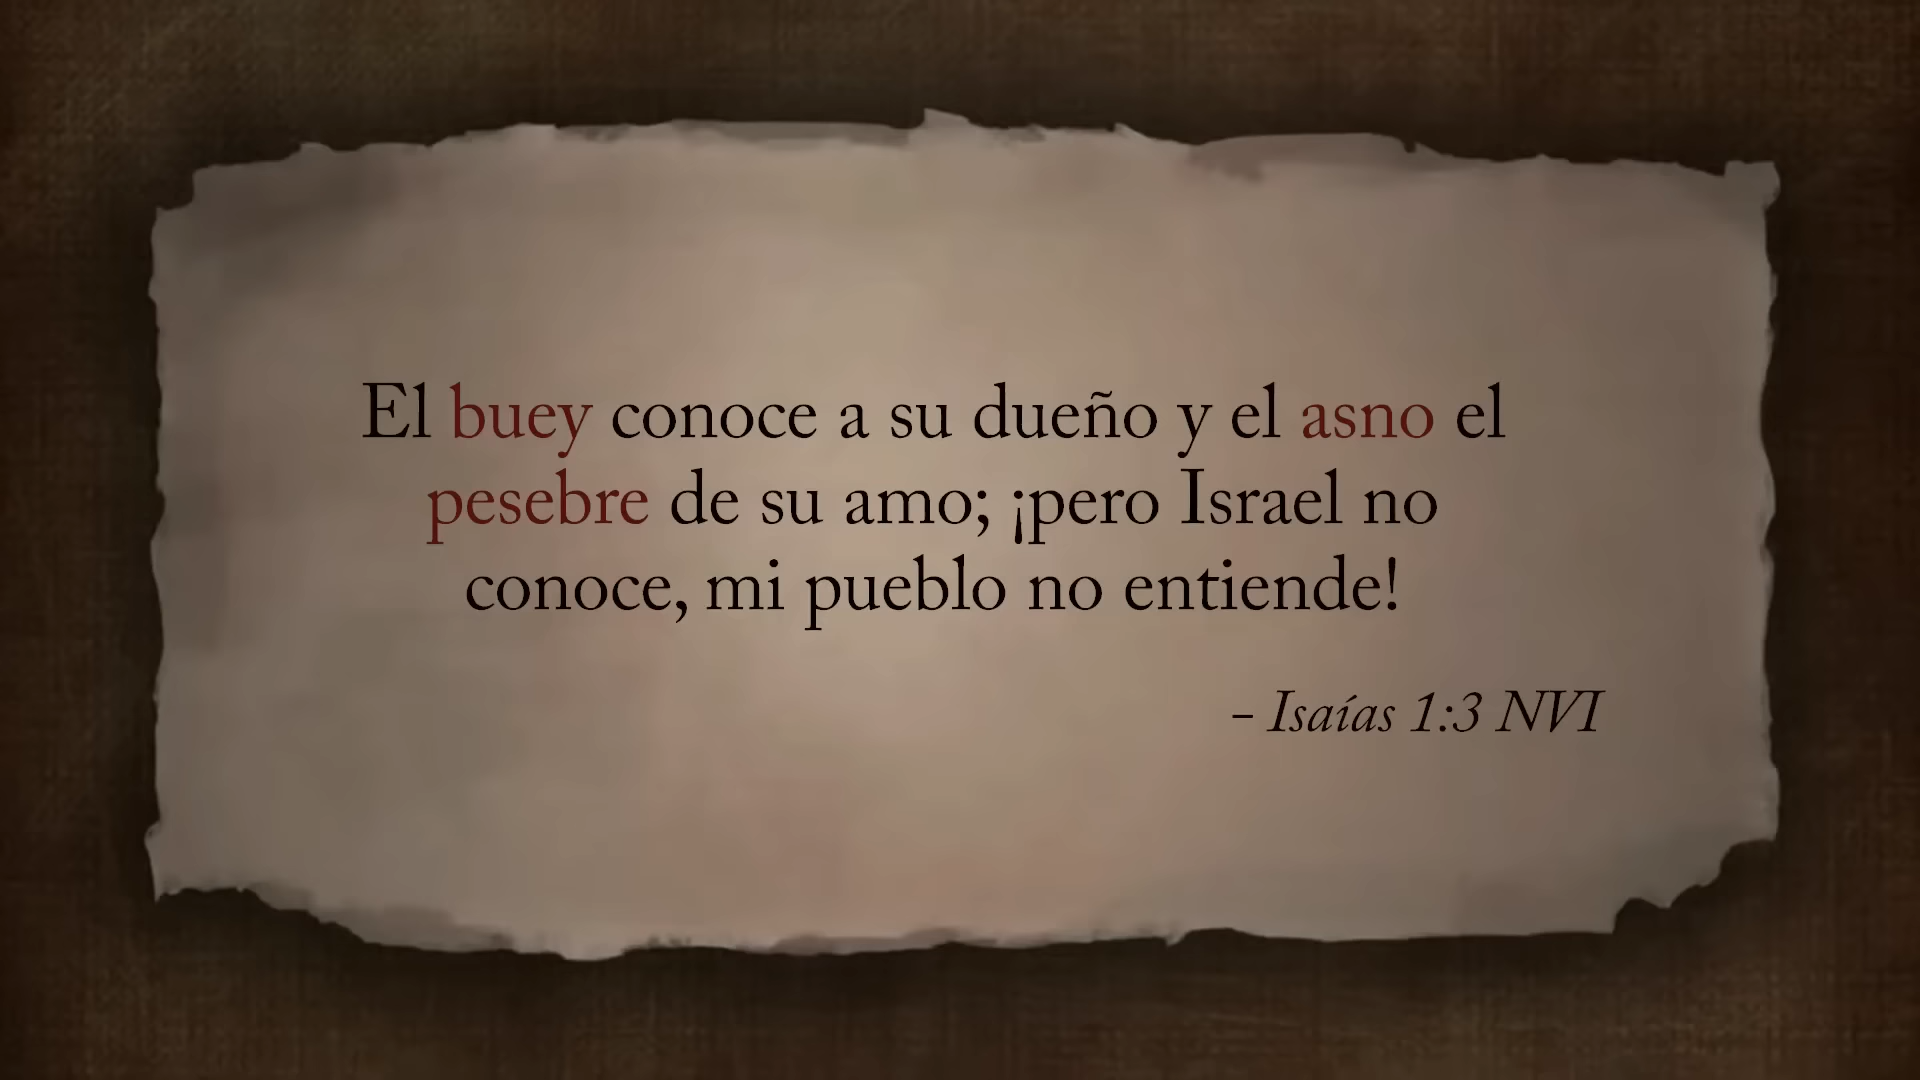 El buey conoce a su dueño y el asno el
pesebre de su amo; ¡pero Israel no
conoce, mi pueblo no entiende!
– Isaías 1:3 NVI